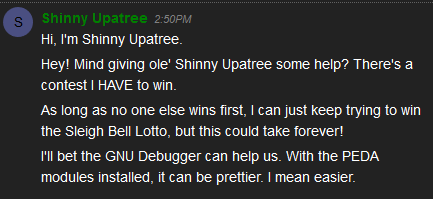 S
Shinny Upatree 2:50PM
Hi, I'm Shinny Upatree.
Hey! Mind giving ole' Shinny Upatree some help? There's a
contest I HAVE to win.
As long as no one else wins first, I can just keep trying to win
the Sleigh Bell Lotto, but this could take forever!
I'll bet the GNU Debugger can help us. With the PEDA
modules installed, it can be prettier. I mean easier.